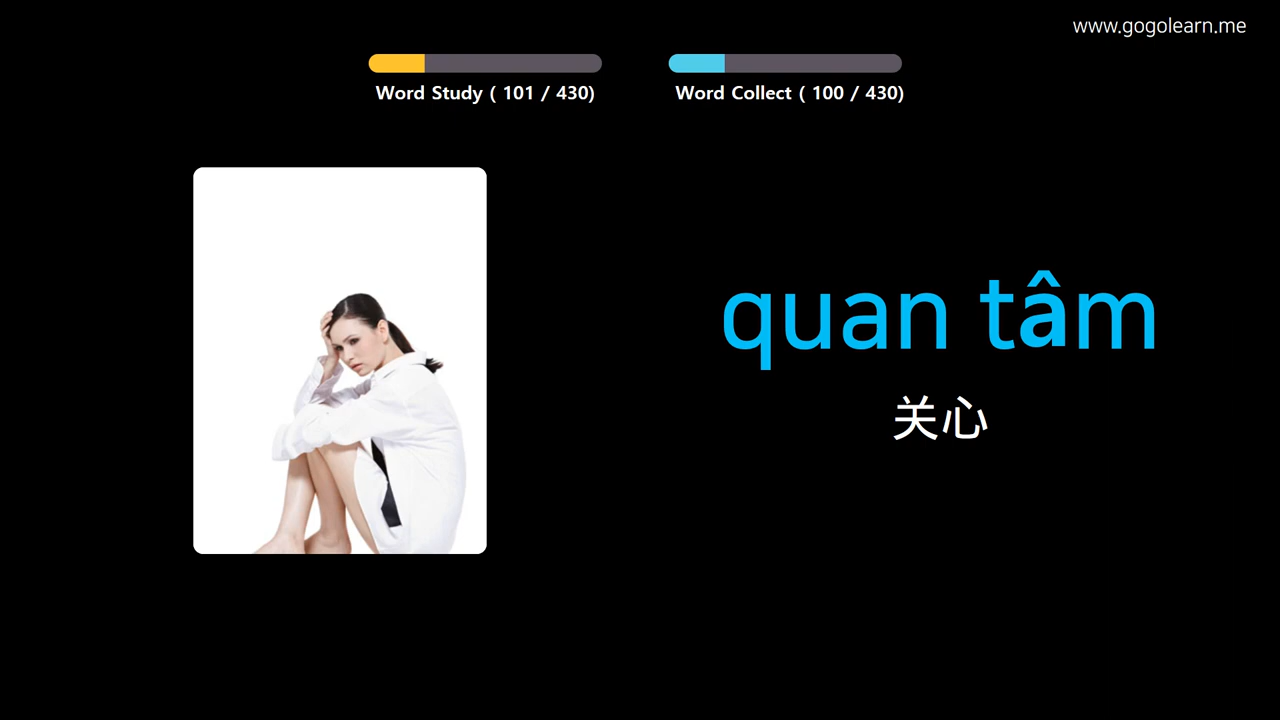 www.gogolearn.me
Word Study ( 101 / 430)
Word Collect ( 100 / 430)
quan tâm
关心